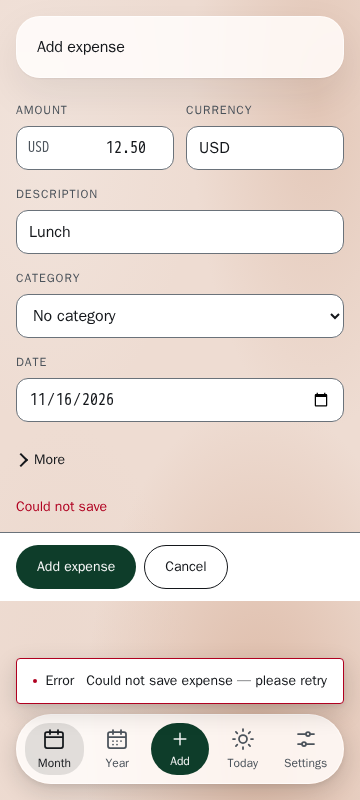 Add expense
AMOUNT
CURRENCY
USD 12.50
USD
DESCRIPTION
Lunch
CATEGORY
No category
DATE
11/16/2026
More
Could not save
Add expense
Cancel
Error Could not save expense — please retry
Month
Year
Add
Today
Settings